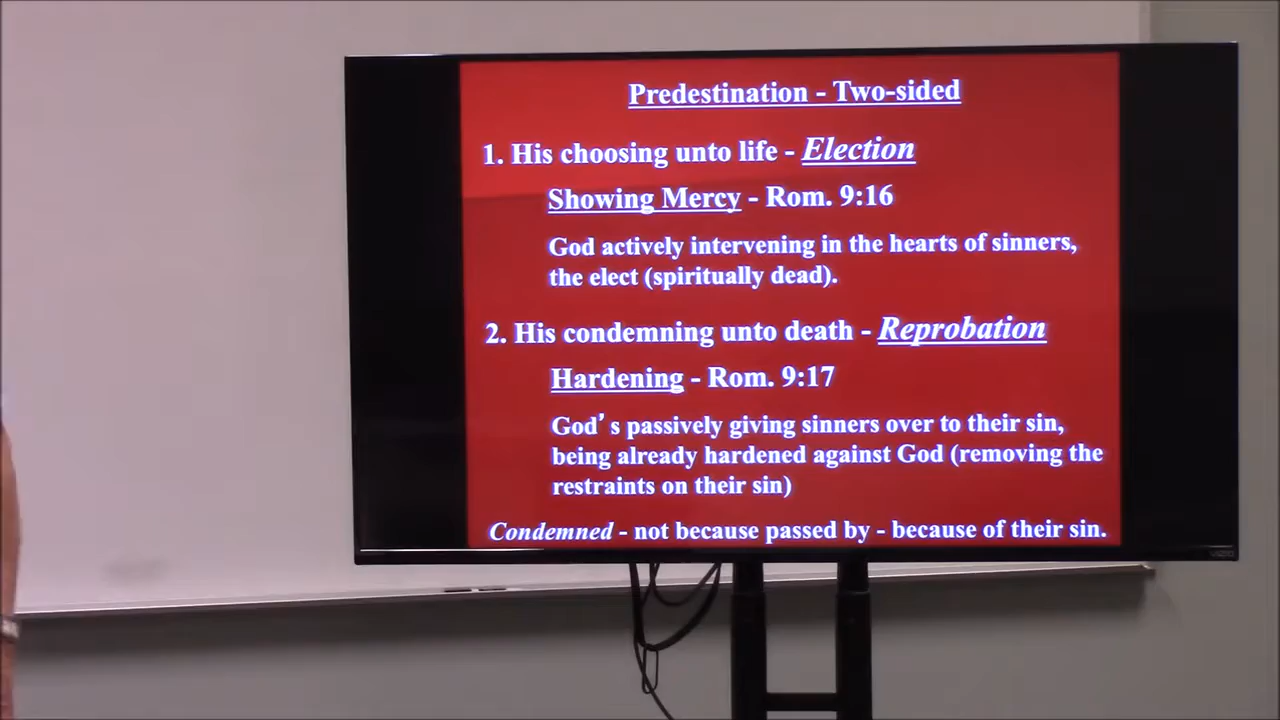 Predestination - Two-sided
1. His choosing unto life - Election
Showing Mercy - Rom. 9:16
God actively intervening in the hearts of sinners,
the elect (spiritually dead).
2. His condemning unto death - Reprobation
Hardening - Rom. 9:17
God's passively giving sinners over to their sin,
being already hardened against God (removing the
restraints on their sin)
Condemned - not because passed by - because of their sin.
VIZIO